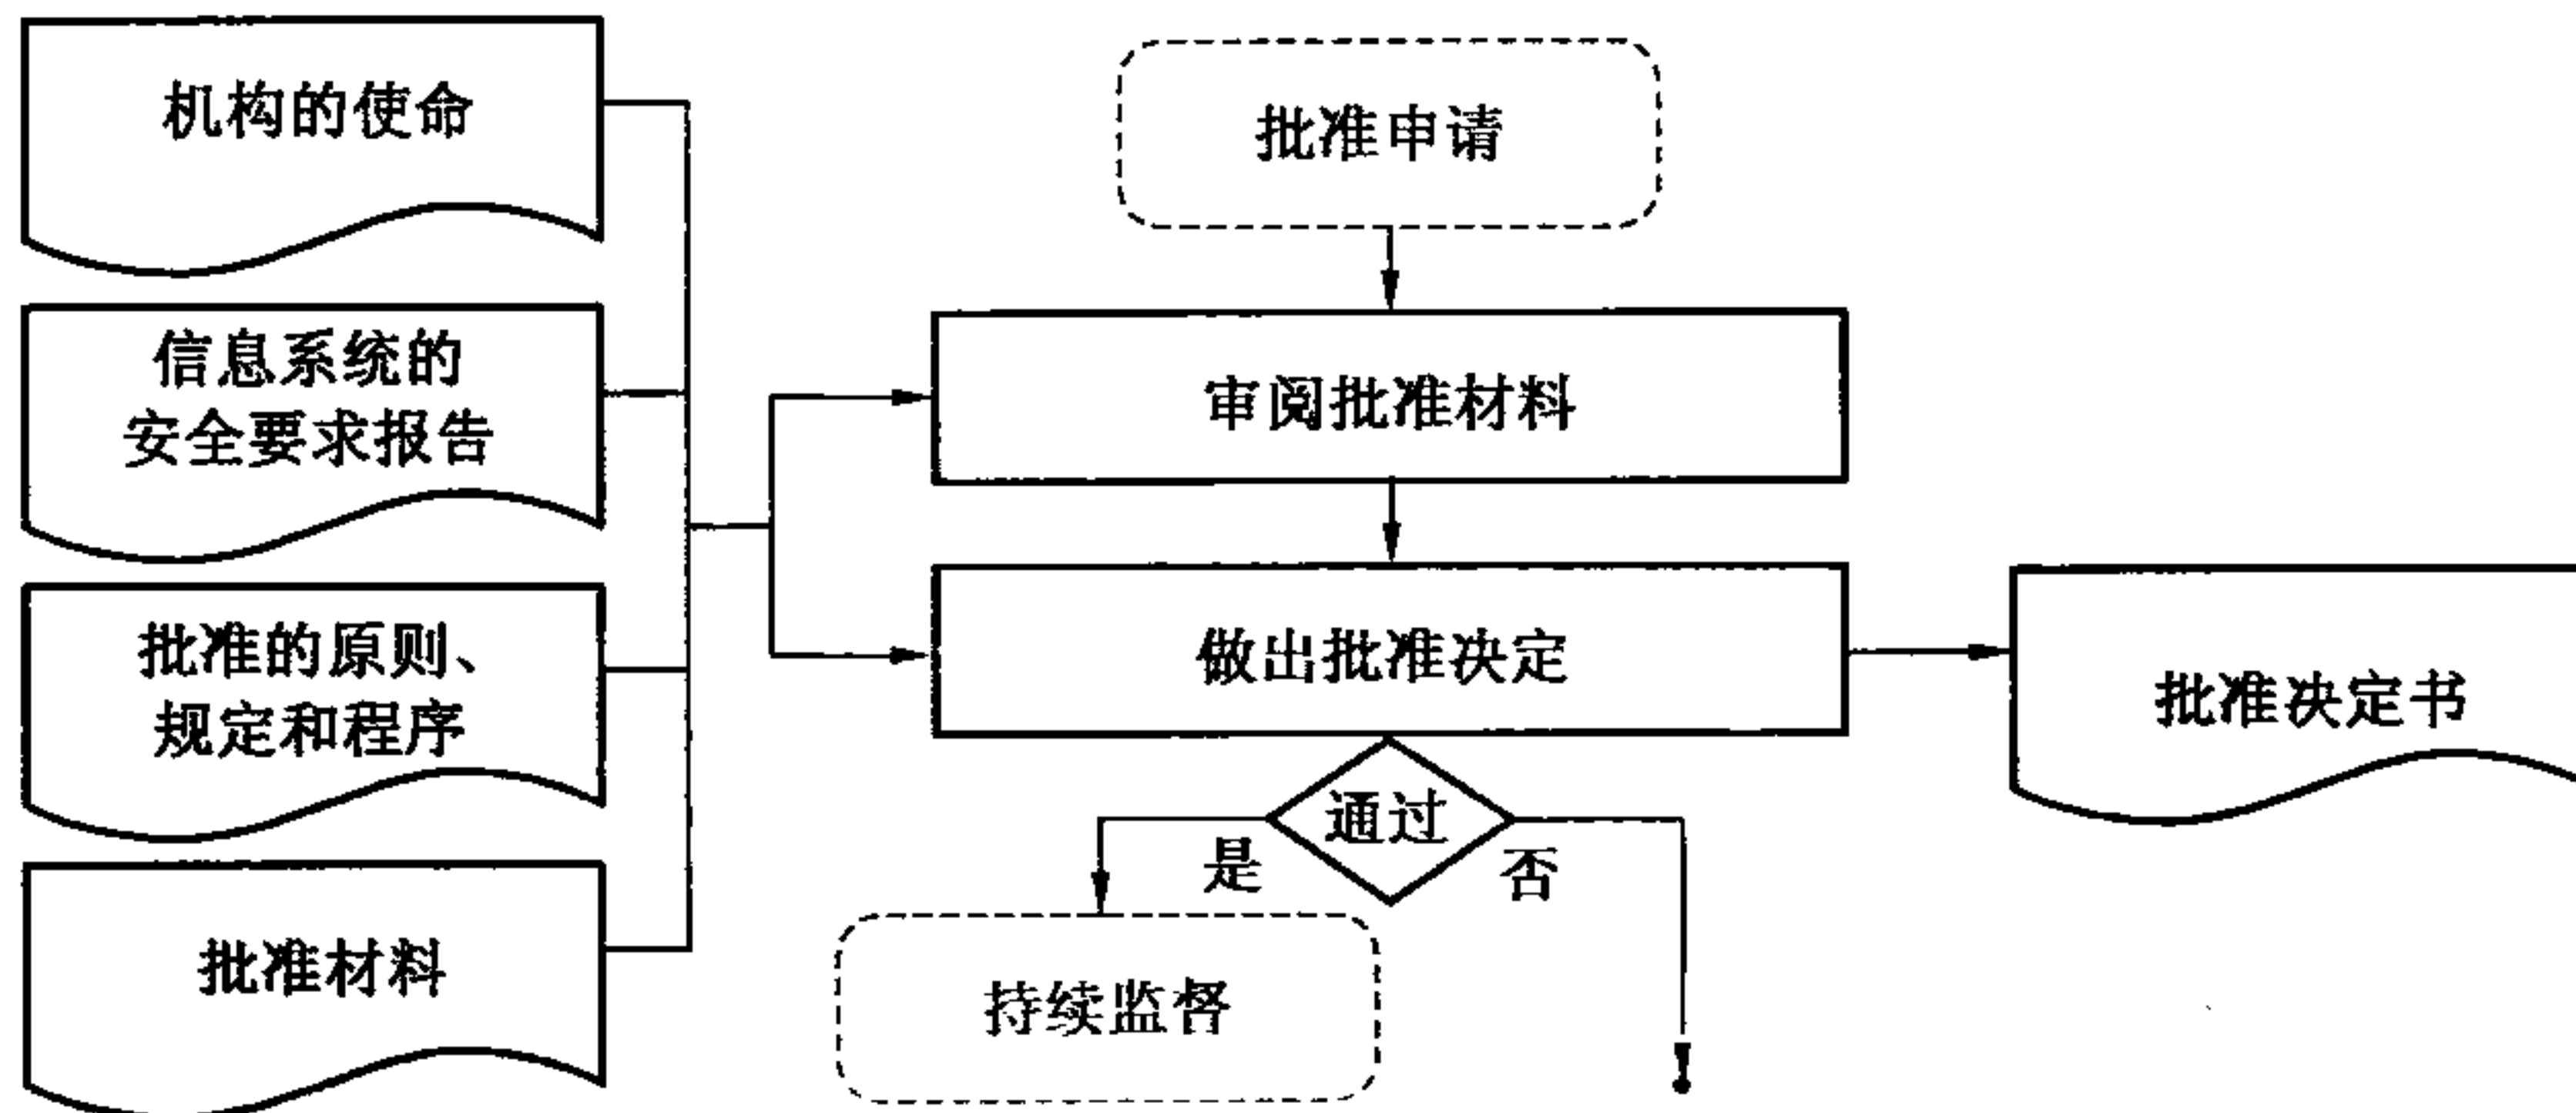 机构的使命
信息系统的
安全要求报告
批准的原则、
规定和程序
批准材料
批准申请
审阅批准材料
做出批准决定
通过
是
否
持续监督
批准决定书